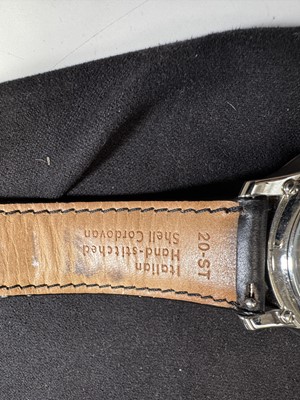 20-ST
Italian
Hand-stitched
Shell Cordovan